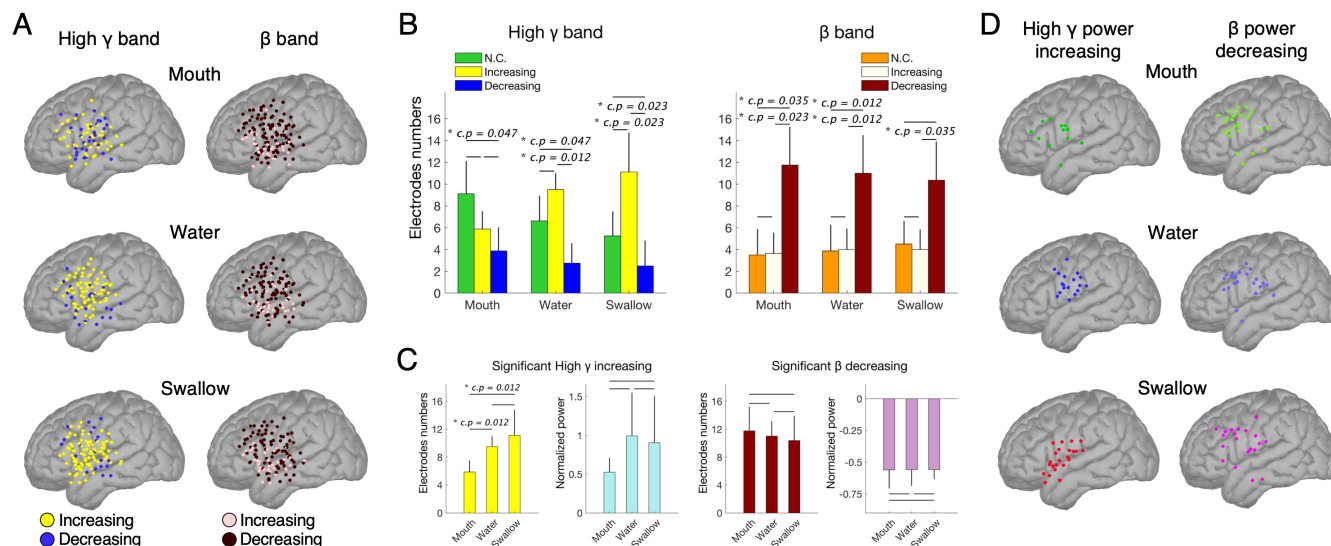 A
High γ band
β band
Mouth
Water
Swallow
Increasing
Decreasing
Increasing
Decreasing
B
High γ band
N.C.
Increasing
Decreasing
Electrodes numbers
16
14
12
10
8
6
4
2
0
* c.p = 0.047
* c.p = 0.047
* c.p = 0.012
* c.p = 0.023
* c.p = 0.023
Mouth
Water
Swallow
β band
N.C.
Increasing
Decreasing
16
14
12
10
8
6
4
2
0
* c.p = 0.035
* c.p = 0.023
* c.p = 0.012
* c.p = 0.012
* c.p = 0.035
Mouth
Water
Swallow
C
Significant High γ increasing
Electrodes numbers
16
12
8
4
0
* c.p = 0.012
* c.p = 0.012
Mouth
Water
Swallow
Normalized power
1.5
1
0.5
0
Mouth
Water
Swallow
Significant β decreasing
Electrodes numbers
16
12
8
4
0
Mouth
Water
Swallow
Normalized power
0
-0.25
-0.5
-0.75
Mouth
Water
Swallow
D
High γ power
increasing
β power
decreasing
Mouth
Water
Swallow